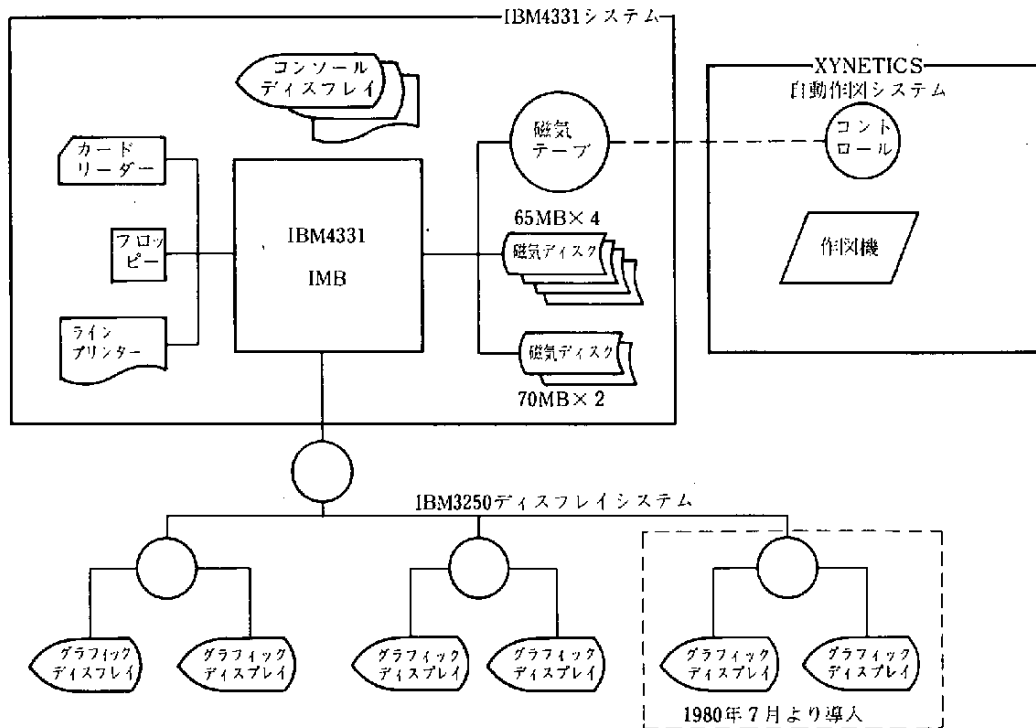 IBM4331システム
コンソール
ディスプレイ
カード
リーダー
フロッ
ピー
ライン
プリンター
IBM4331
IMB
磁気
テープ
65MB×4
磁気ディスク
磁気ディスク
70MB×2
XYNETICS
自動作図システム
コント
ロール
作図機
IBM3250ディスプレイシステム
グラフィック
ディスプレイ
グラフィック
ディスプレイ
グラフィック
ディスプレイ
グラフィック
ディスプレイ
グラフィック
ディスプレイ
グラフィック
ディスプレイ
1980年7月より導入